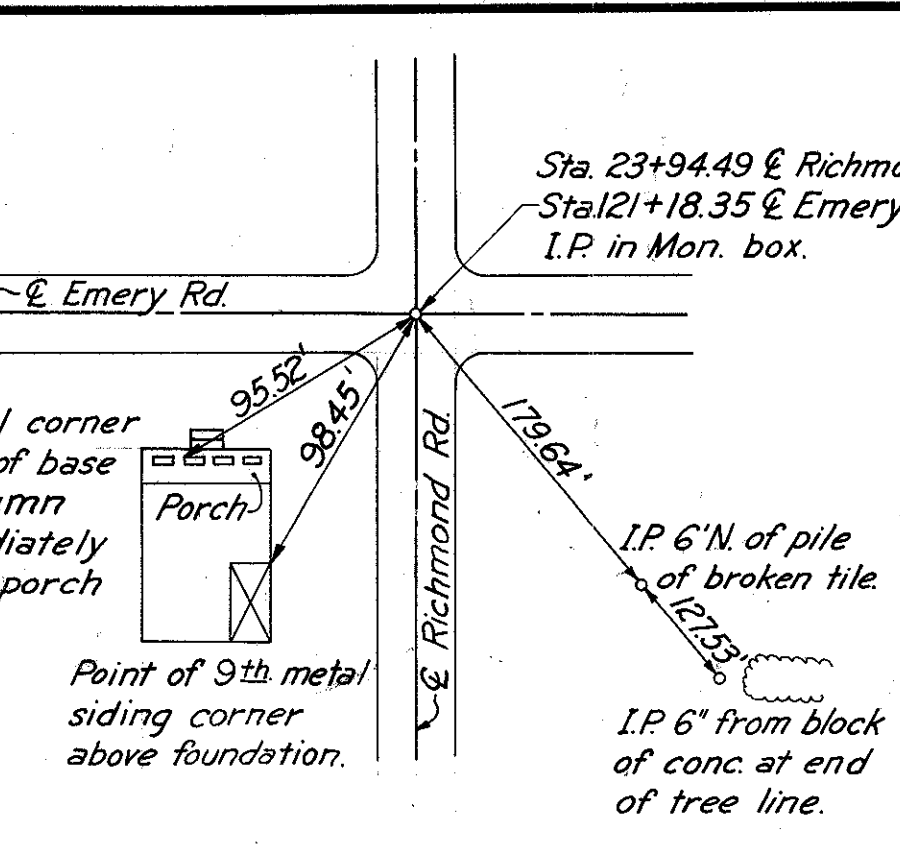 Sta. 23+94.49 ℄ Richmo
Sta.121+18.35 ℄ Emery
I.P. in Mon. box.
℄ Emery Rd.
95.52'
98.45'
179.64'
corner
of base
Porch
porch
℄ Richmond Rd.
I.P. 6' N. of pile
of broken tile.
127.53'
Point of 9th metal
siding corner
above foundation.
I.P. 6" from block
of conc. at end
of tree line.